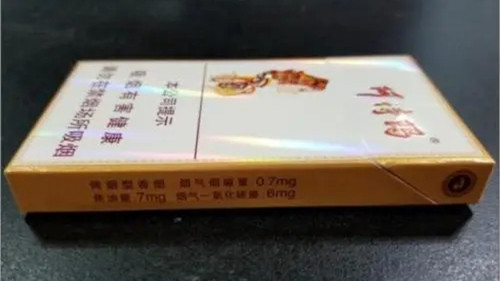 本公司提示
吸烟有害健康
请勿在禁烟场所吸烟
烟气烟碱量 0.7mg
焦油量 7mg 烟气一氧化碳量 6mg